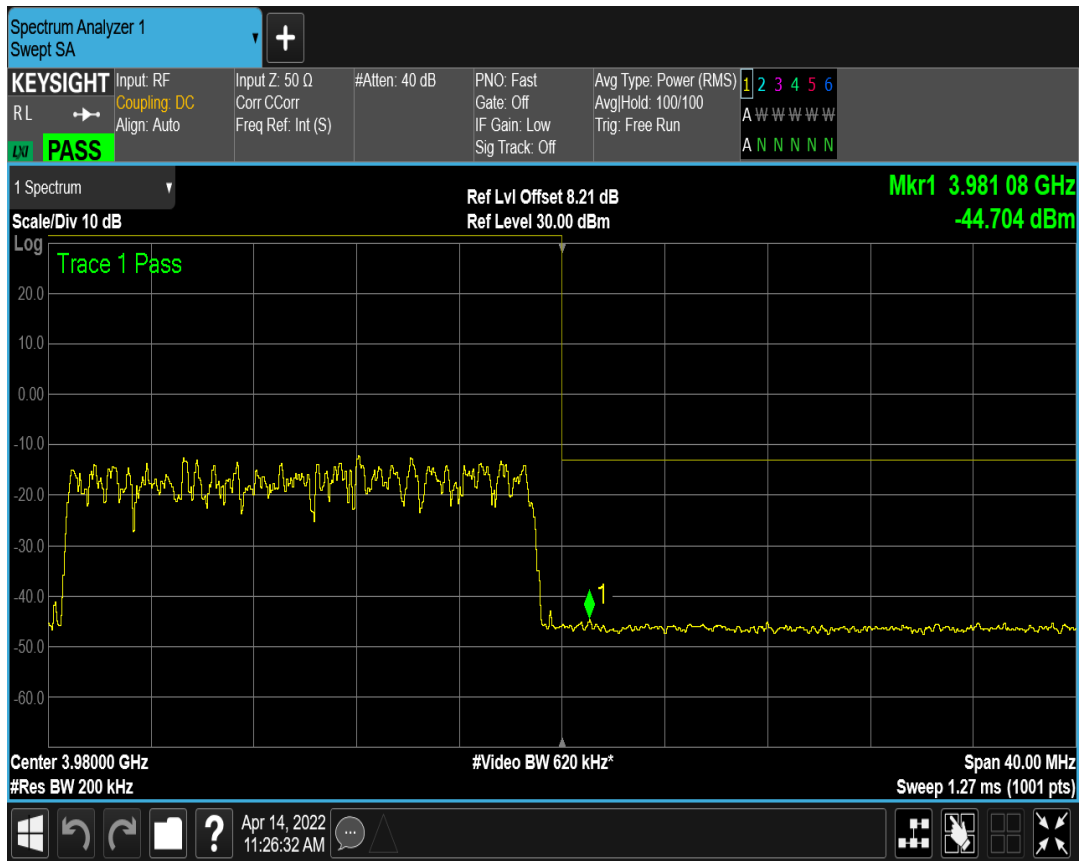 Spectrum Analyzer 1
Swept SA
+
KEYSIGHT
RL
LXI PASS
Input: RF
Coupling: DC
Align: Auto
Input Z: 50 Ω
Corr CCorr
Freq Ref: Int (S)
#Atten: 40 dB
PNO: Fast
Gate: Off
IF Gain: Low
Sig Track: Off
Avg Type: Power (RMS)
Avg|Hold: 100/100
Trig: Free Run
1 2 3 4 5 6
A W W W W W
A N N N N N
1 Spectrum
Scale/Div 10 dB
Ref Lvl Offset 8.21 dB
Ref Level 30.00 dBm
Mkr1 3.981 08 GHz
-44.704 dBm
Log
Trace 1 Pass
20.0
10.0
0.00
-10.0
-20.0
-30.0
-40.0
-50.0
-60.0
1
Center 3.98000 GHz
#Res BW 200 kHz
#Video BW 620 kHz*
Span 40.00 MHz
Sweep 1.27 ms (1001 pts)
?
Apr 14, 2022
11:26:32 AM